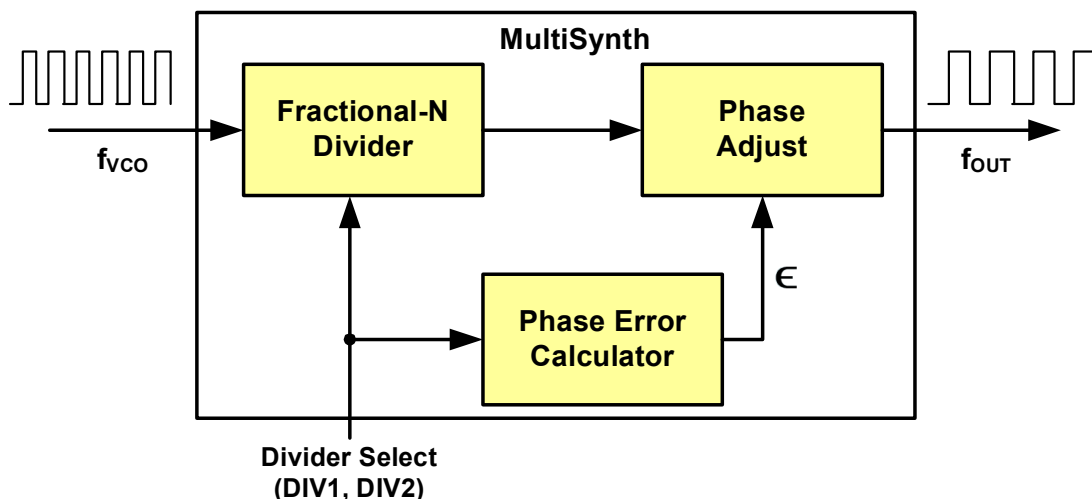 MultiSynth
Fractional-N
Divider
Phase
Adjust
fVCO
fOUT
ϵ
Phase Error
Calculator
Divider Select
(DIV1, DIV2)